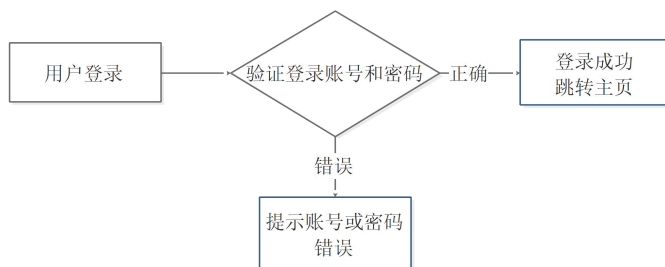 用户登录
验证登录账号和密码
正确
登录成功
跳转主页
错误
提示账号或密码
错误